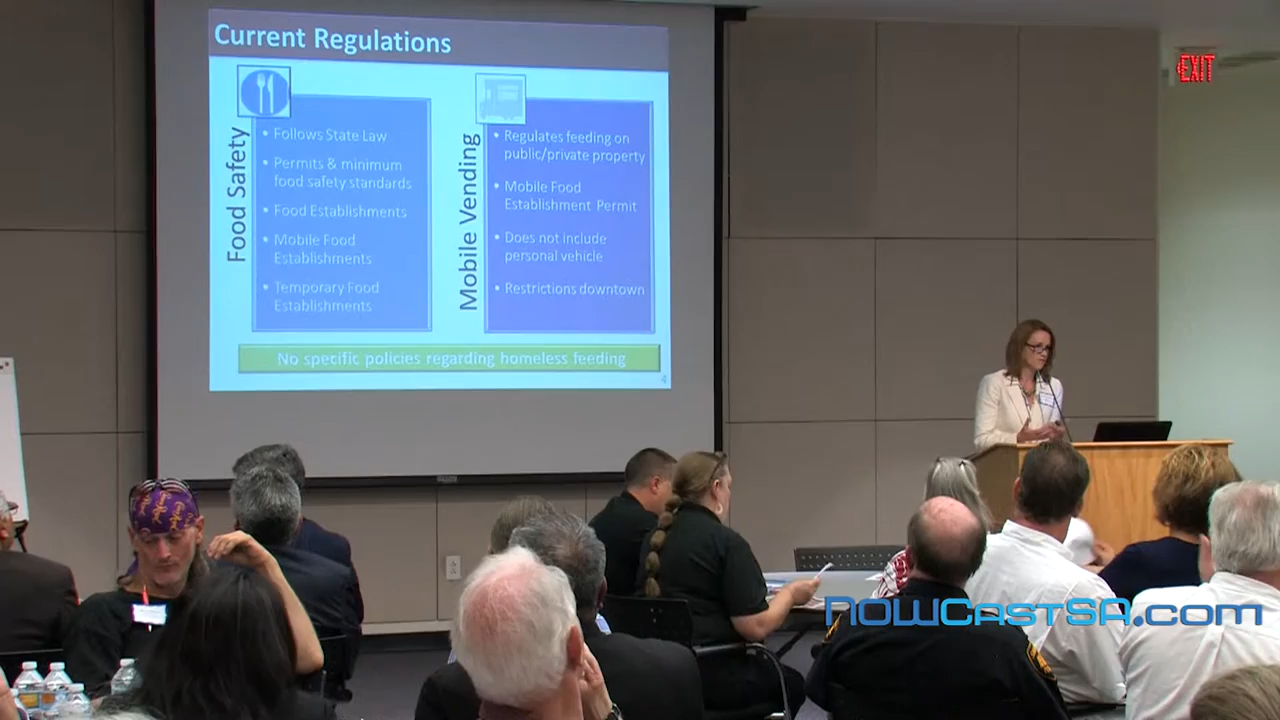 Current Regulations
Food Safety
• Follows State Law
• Permits & minimum
food safety standards
• Food Establishments
• Mobile Food
Establishments
• Temporary Food
Establishments
Mobile Vending
• Regulates feeding on
public/private property
• Mobile Food
Establishment Permit
• Does not include
personal vehicle
• Restrictions downtown
No specific policies regarding homeless feeding
4
EXIT
NOWCastSA.com